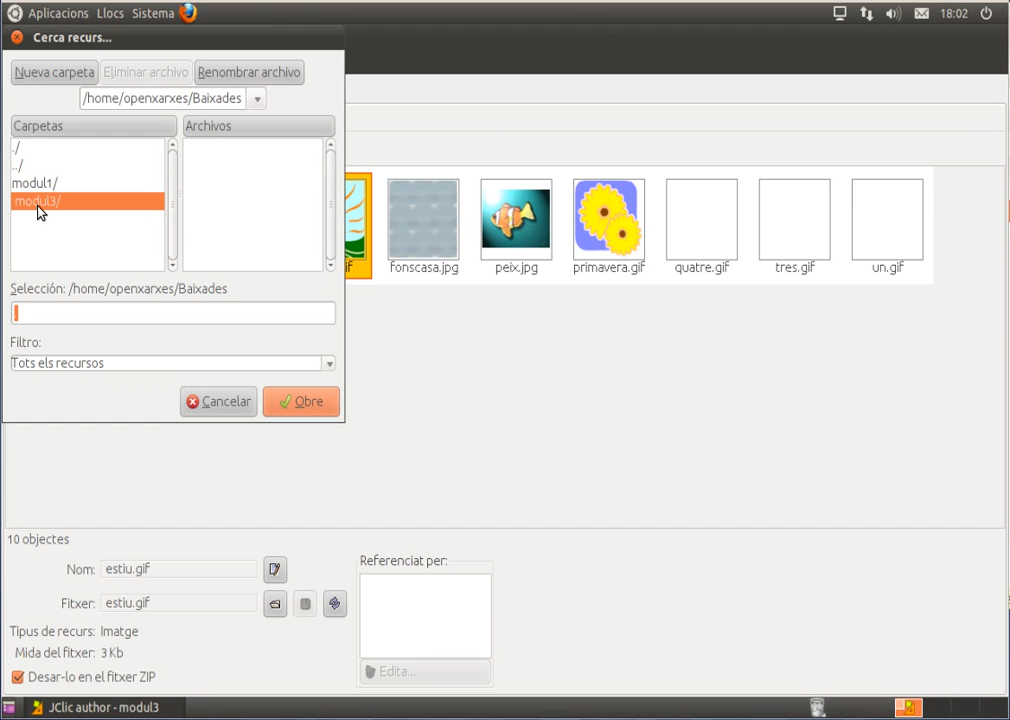 Aplicacions Llocs Sistema 18:02
Cerca recurs...
Nueva carpeta Eliminar archivo Renombrar archivo
/home/openxarxes/Baixades
Carpetas Archivos
./
../
modul1/
modul3/
Selección: /home/openxarxes/Baixades
.
Filtro:
Tots els recursos
Cancelar Obre
if fonscasa.jpg peix.jpg primavera.gif quatre.gif tres.gif un.gif
10 objectes
Nom: estiu.gif
Fitxer: estiu.gif
Tipus de recurs: Imatge
Mida del fitxer: 3 Kb
Desar-lo en el fitxer ZIP
Referenciat per:
Edita...
JClic author - modul3